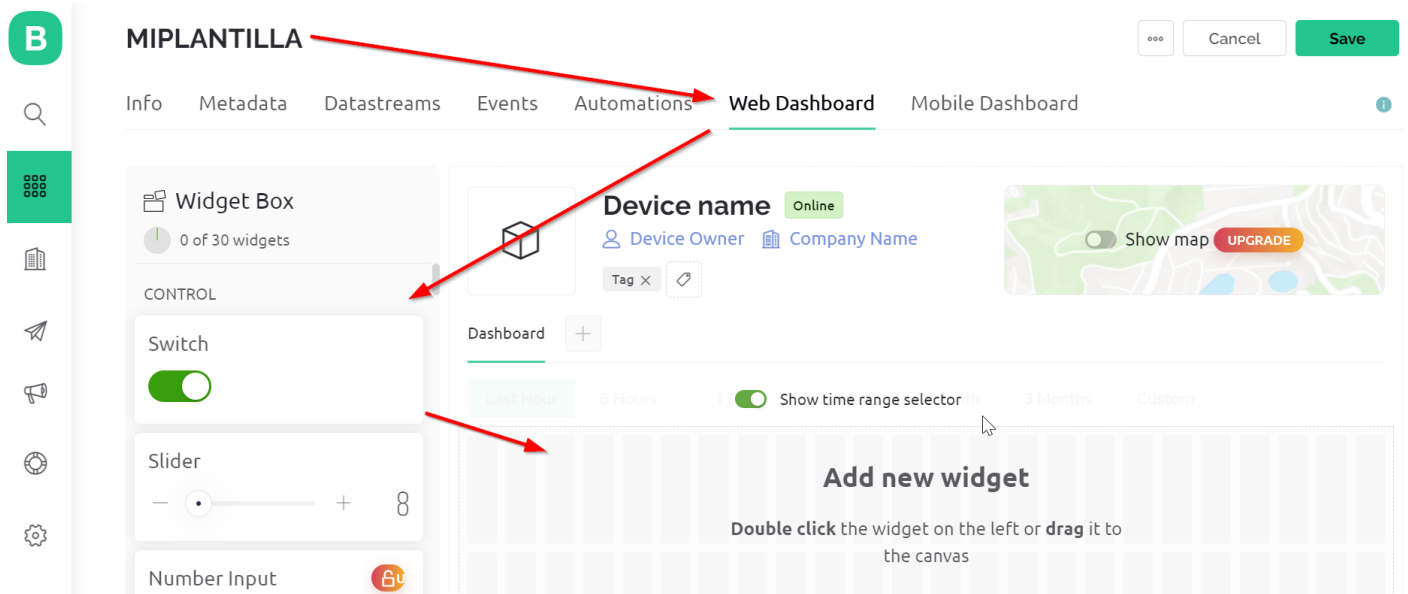 B
MIPLANTILLA
Cancel
Save
Info Metadata Datastreams Events Automations Web Dashboard Mobile Dashboard
Widget Box
0 of 30 widgets
CONTROL
Switch
Slider
8
Number Input
Device name Online
Device Owner Company Name
Tag
Show map UPGRADE
Dashboard
Last Hour 6 Hours 1 Show time range selector 3 Months Custom
Add new widget
Double click the widget on the left or drag it to
the canvas